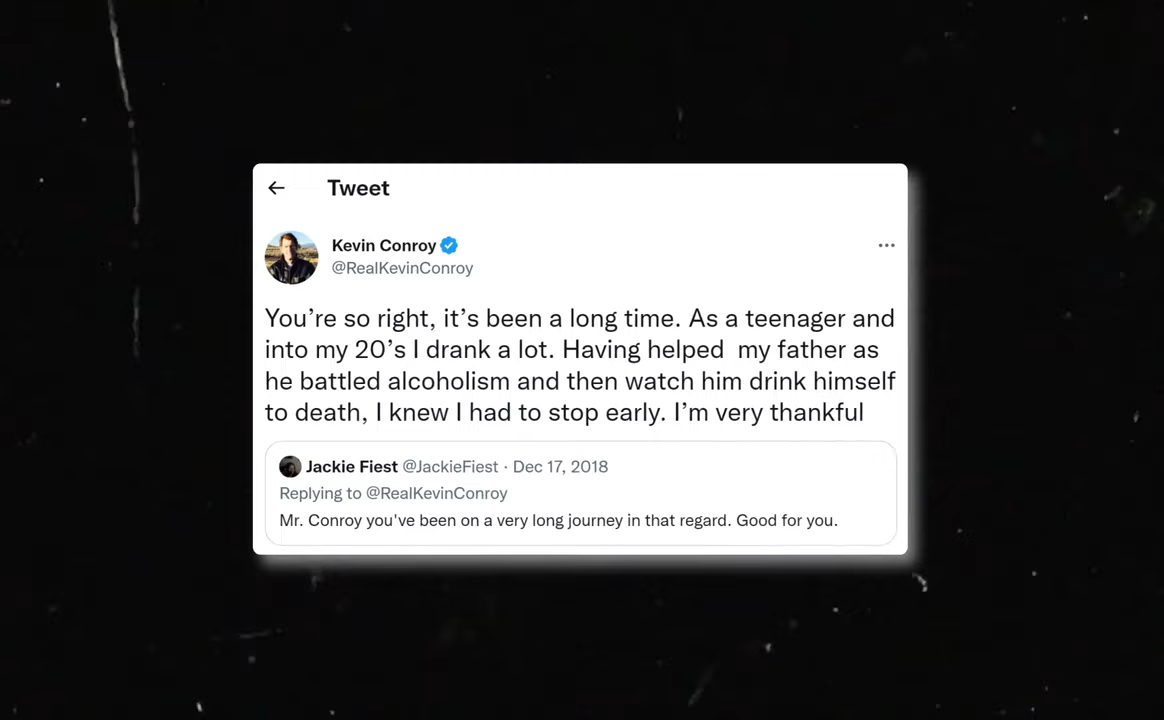 Tweet
Kevin Conroy
@RealKevinConroy
You’re so right, it’s been a long time. As a teenager and
into my 20’s I drank a lot. Having helped  my father as
he battled alcoholism and then watch him drink himself
to death, I knew I had to stop early. I’m very thankful
Jackie Fiest @JackieFiest · Dec 17, 2018
Replying to @RealKevinConroy
Mr. Conroy you've been on a very long journey in that regard. Good for you.